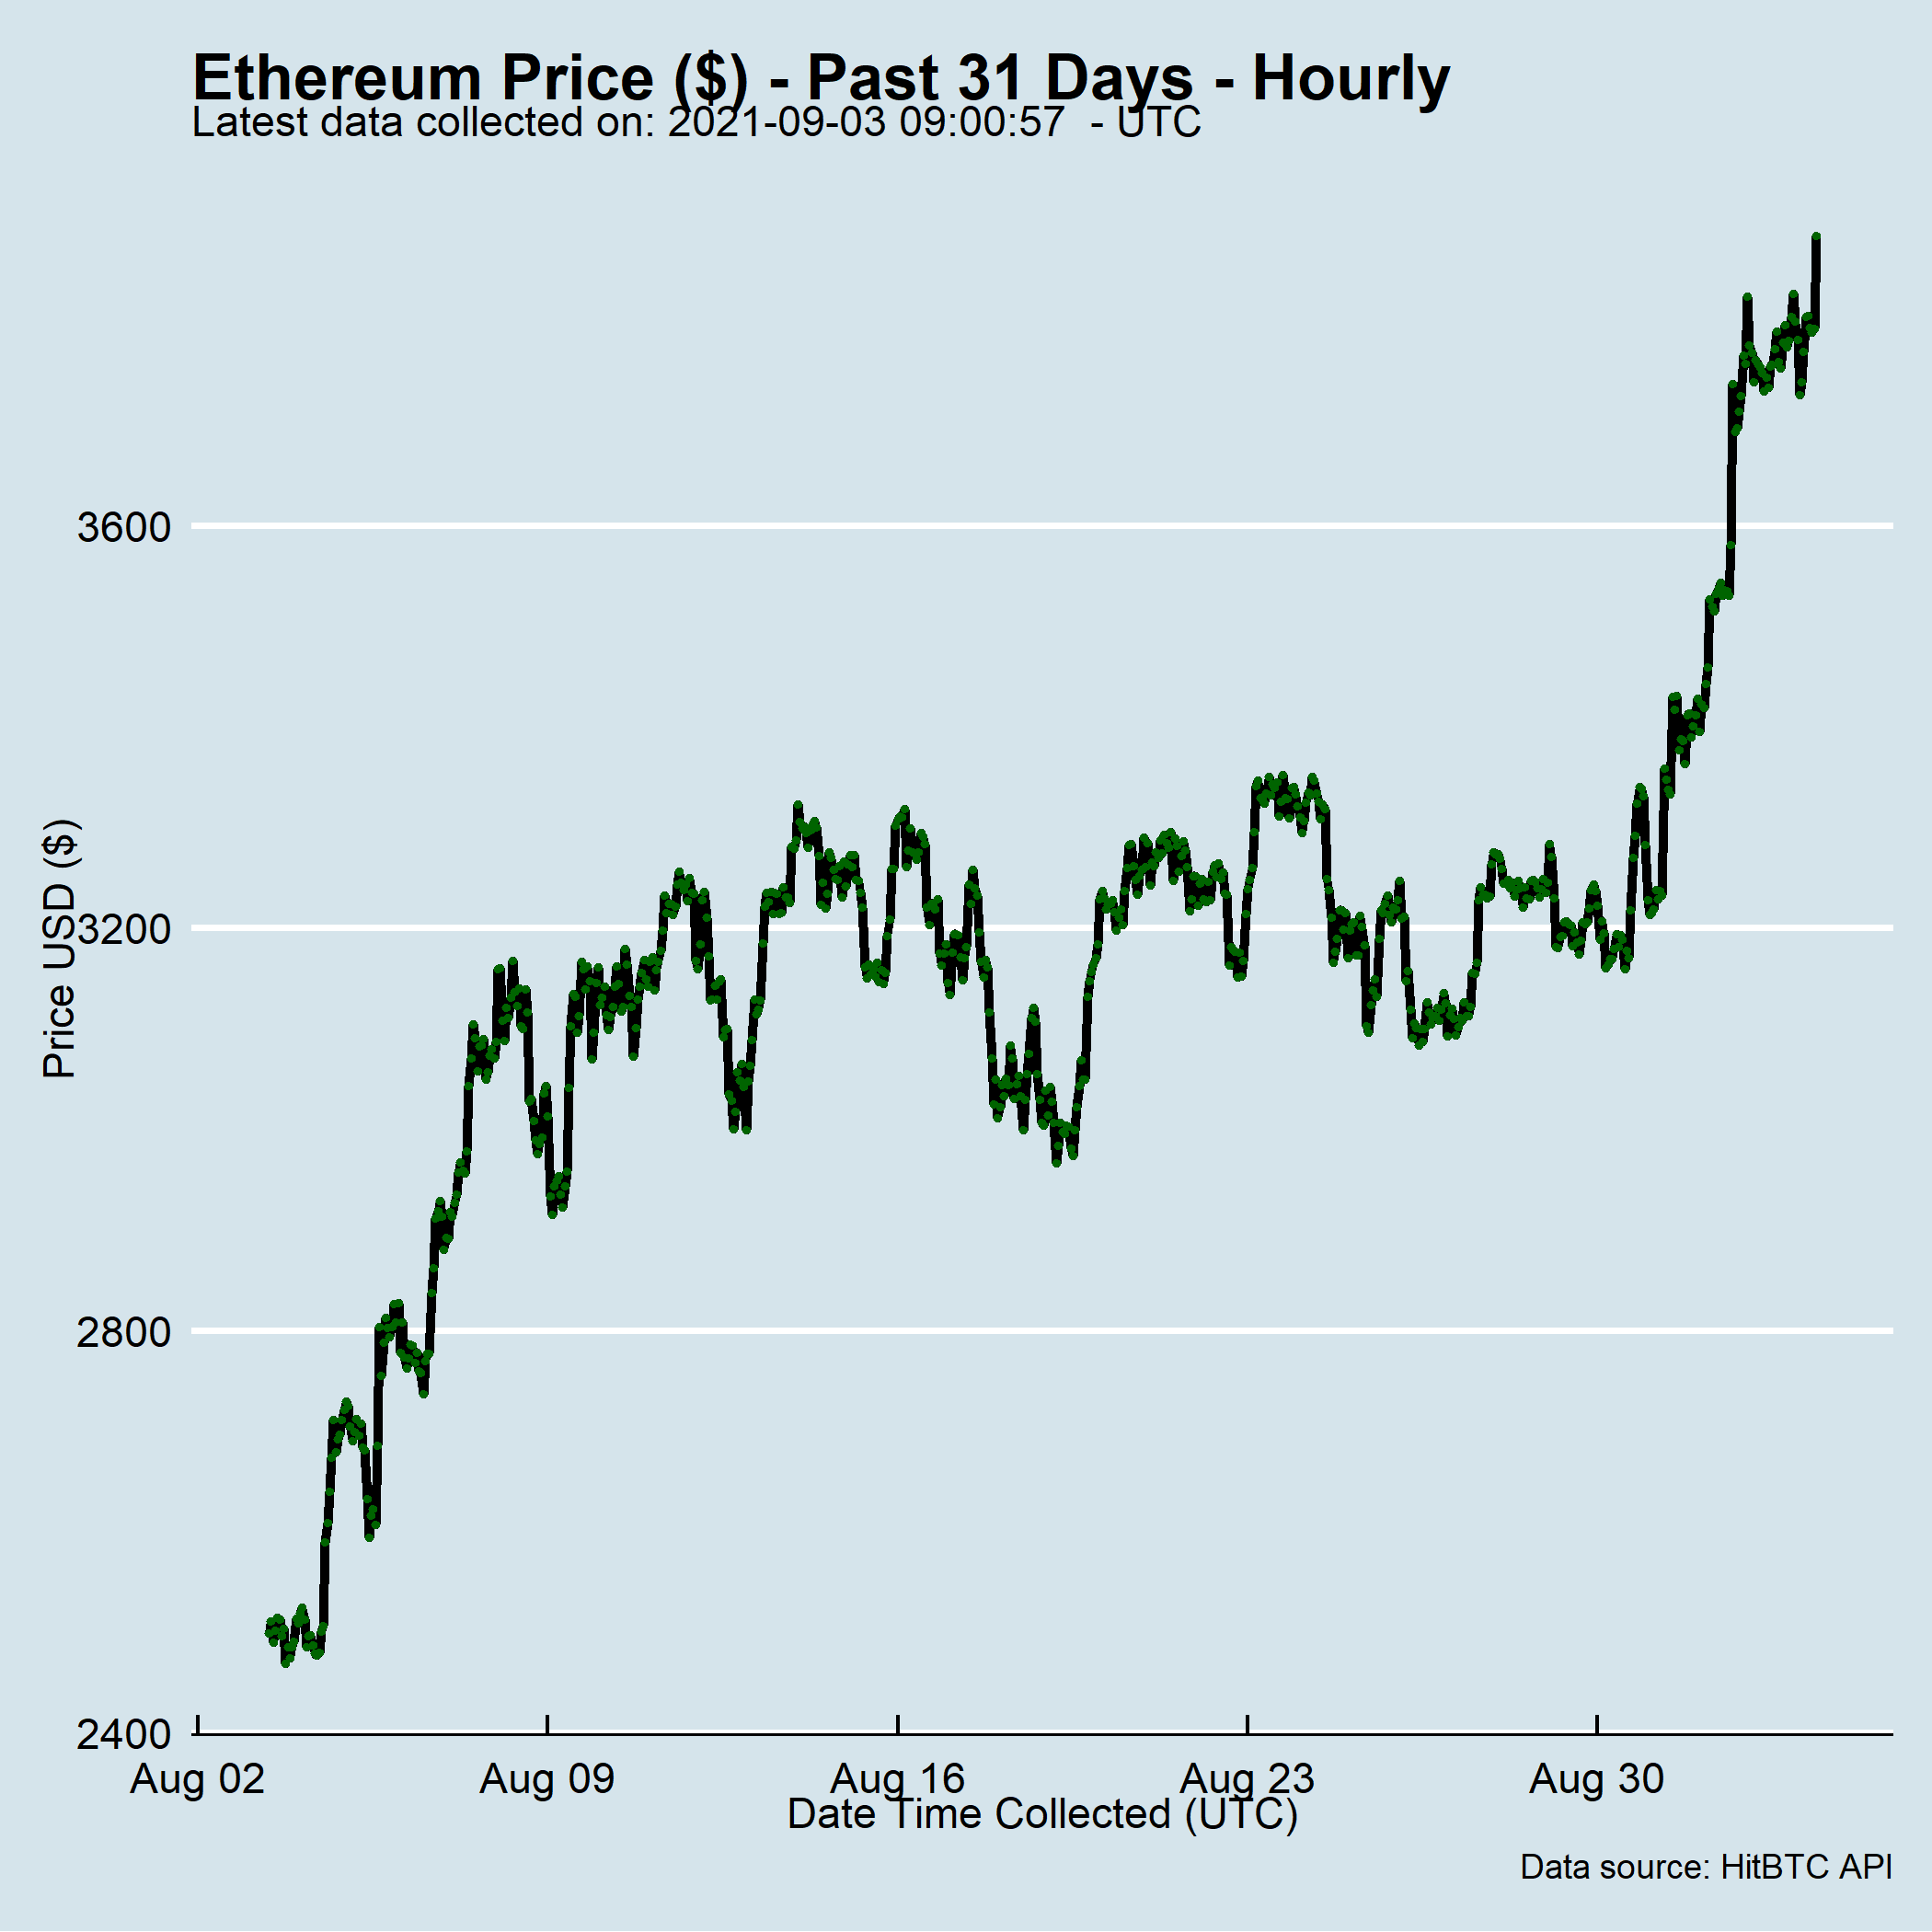 Ethereum Price ($) - Past 31 Days - Hourly
Latest data collected on: 2021-09-03 09:00:57  - UTC
Price USD ($)
3600
3200
2800
2400
Aug 02 Aug 09 Aug 16 Aug 23 Aug 30
Date Time Collected (UTC)
Data source: HitBTC API